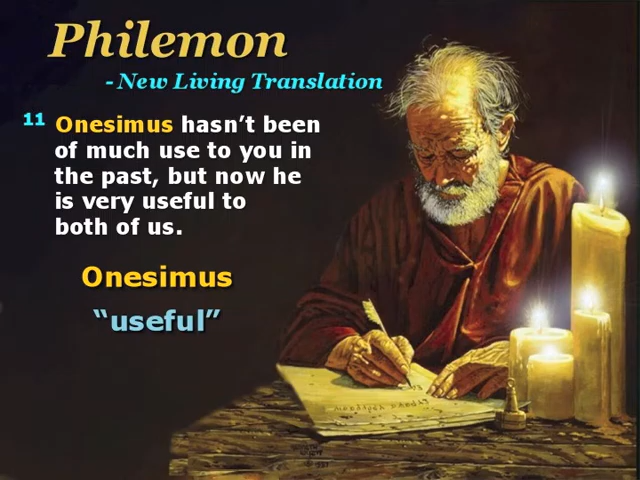 Philemon
- New Living Translation
11 Onesimus hasn't been
of much use to you in
the past, but now he
is very useful to
both of us.
Onesimus
“useful”